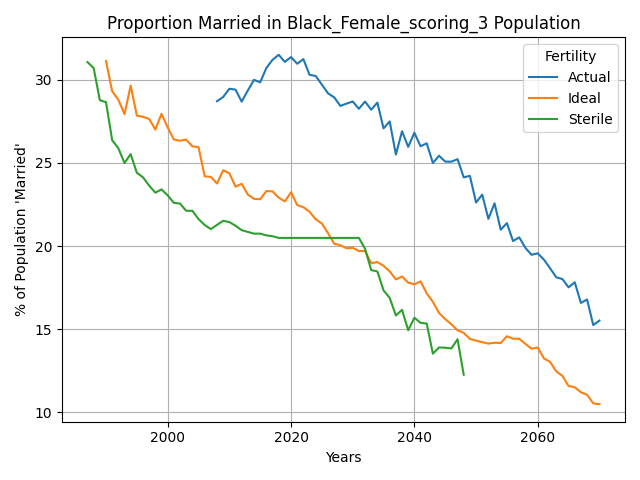 Proportion Married in Black_Female_scoring_3 Population
% of Population 'Married'
30
25
20
15
10
Fertility
Actual
Ideal
Sterile
2000
2020
2040
2060
Years